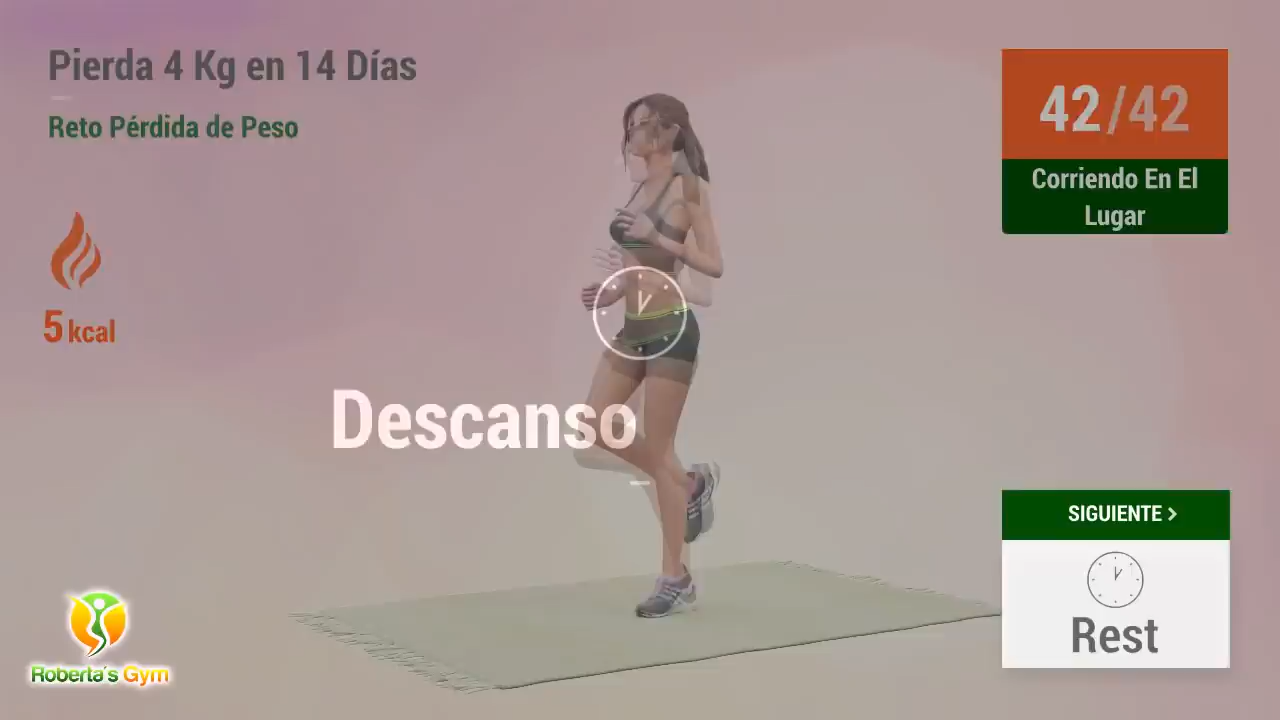 Pierda 4 Kg en 14 Días
Reto Pérdida de Peso
42/42
Corriendo En El
Lugar
5 kcal
Descanso
SIGUIENTE >
Rest
Roberta's Gym